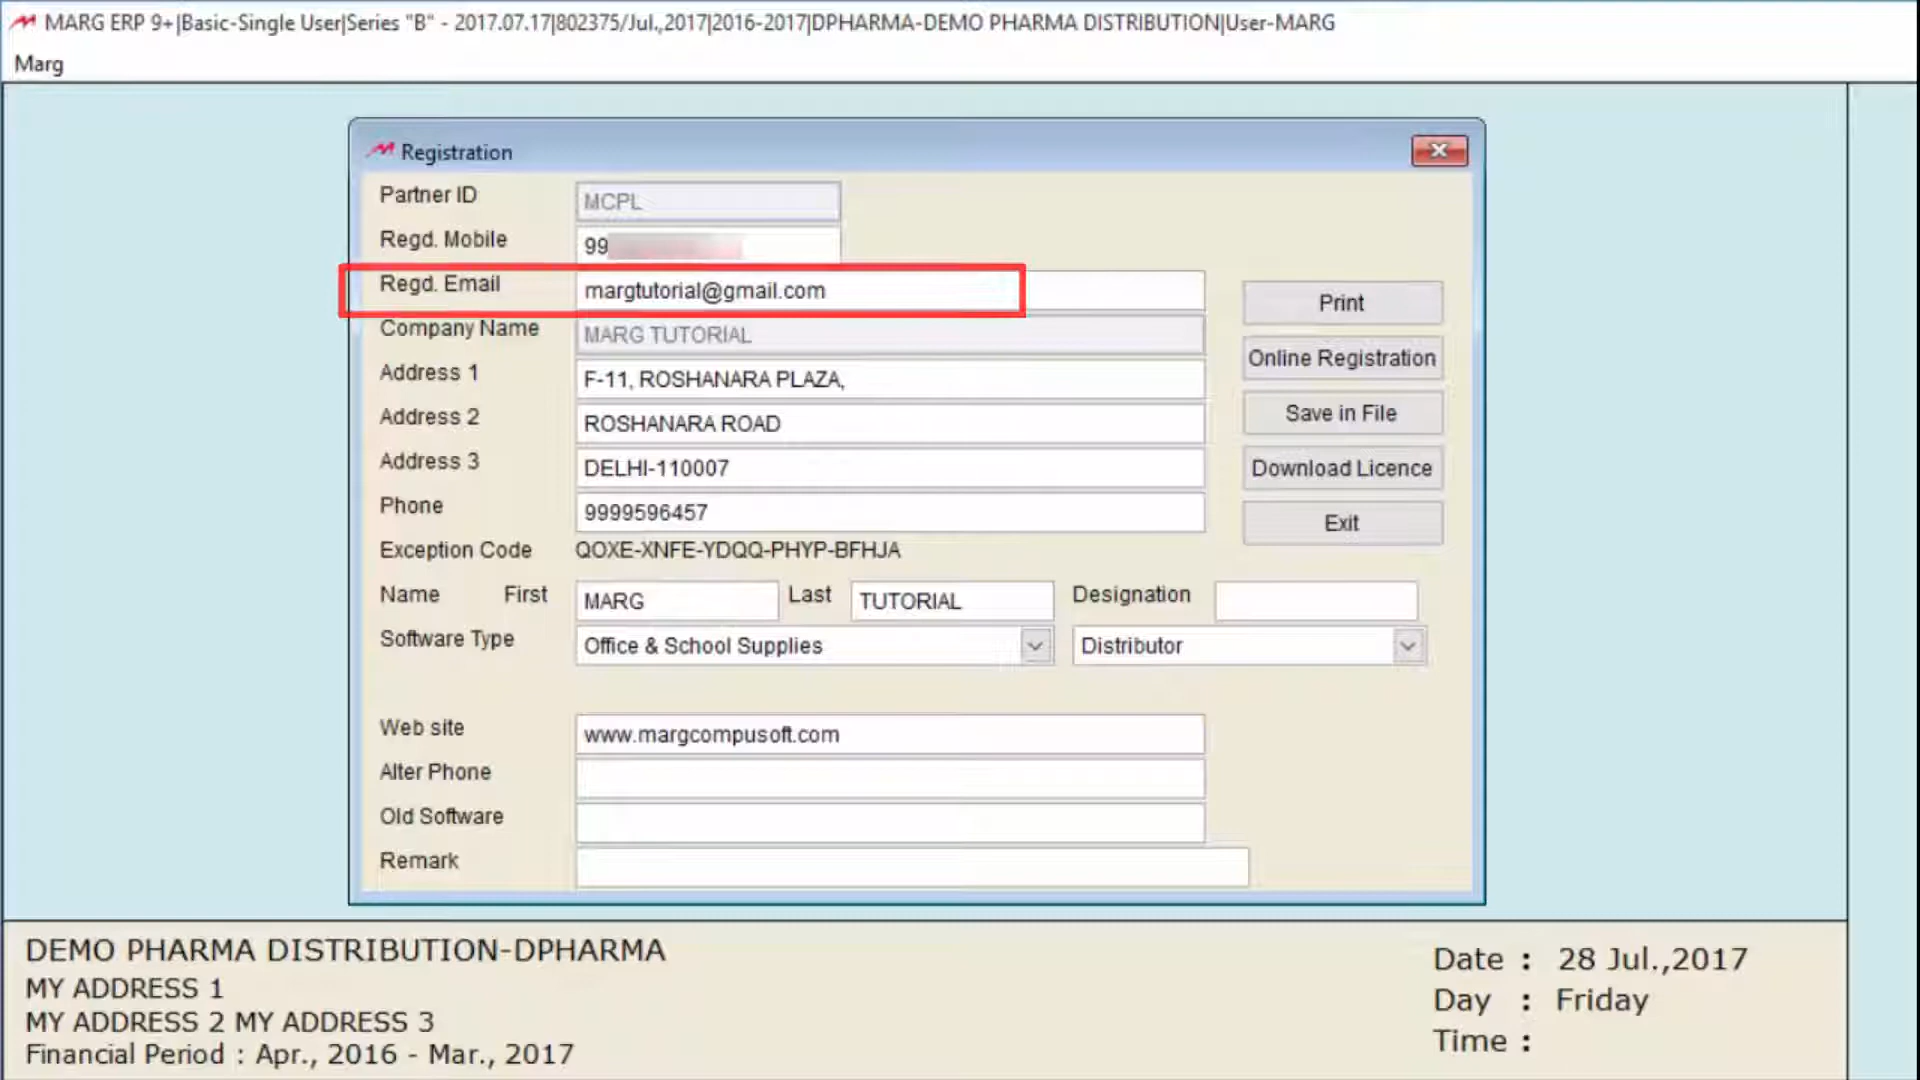 MARG ERP 9+|Basic-Single User|Series "B" - 2017.07.17|802375/Jul.,2017|2016-2017|DPHARMA-DEMO PHARMA DISTRIBUTION|User-MARG
Marg
Registration
Partner ID MCPL
Regd. Mobile 99
Regd. Email margtutorial@gmail.com
Print
Company Name MARG TUTORIAL
Online Registration
Address 1 F-11, ROSHANARA PLAZA,
Address 2 ROSHANARA ROAD
Save in File
Address 3 DELHI-110007
Download Licence
Phone 9999596457
Exit
Exception Code QOXE-XNFE-YDQQ-PHYP-BFHJA
Name First MARG Last TUTORIAL Designation
Software Type Office & School Supplies Distributor
Web site www.margcompusoft.com
Alter Phone
Old Software
Remark
DEMO PHARMA DISTRIBUTION-DPHARMA
MY ADDRESS 1
MY ADDRESS 2 MY ADDRESS 3
Financial Period : Apr., 2016 - Mar., 2017
Date : 28 Jul.,2017
Day : Friday
Time :